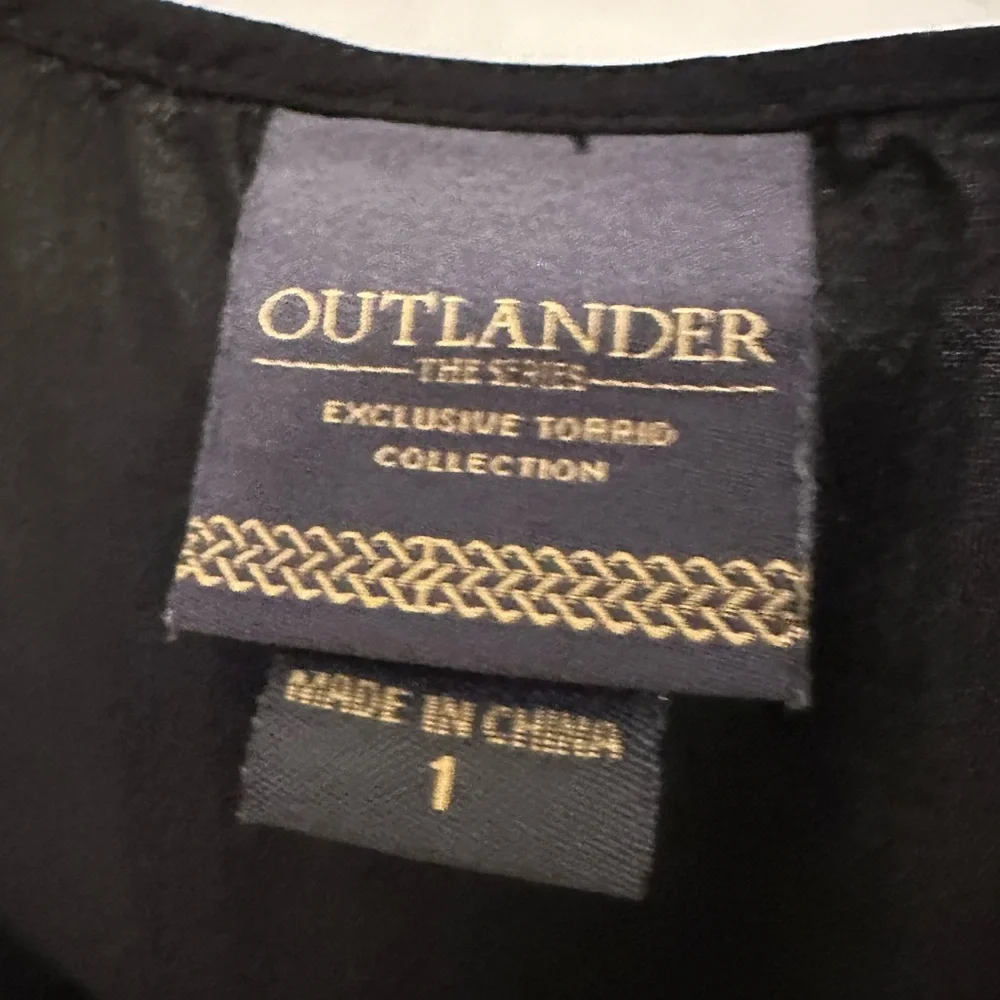 OUTLANDER
THE SERIES
EXCLUSIVE TORRID
COLLECTION
MADE IN CHINA
1